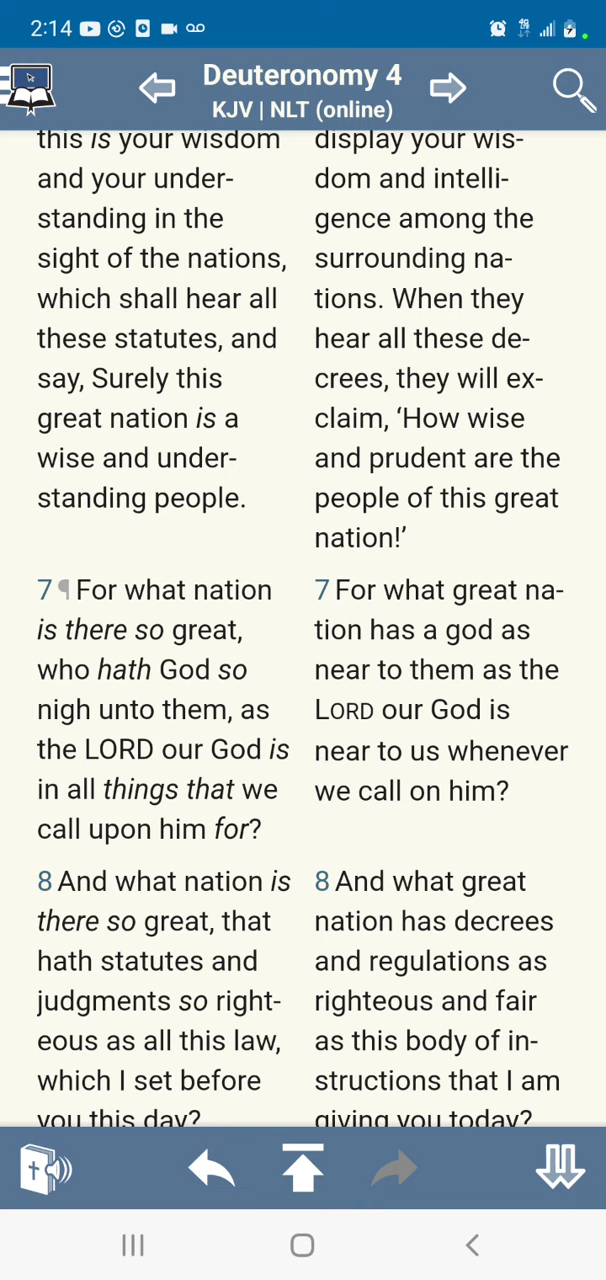 2:14
Deuteronomy 4
KJV | NLT (online)
this is your wisdom
and your under-
standing in the
sight of the nations,
which shall hear all
these statutes, and
say, Surely this
great nation is a
wise and under-
standing people.
7 ¶ For what nation
is there so great,
who hath God so
nigh unto them, as
the LORD our God is
in all things that we
call upon him for?
8 And what nation is
there so great, that
hath statutes and
judgments so right-
eous as all this law,
which I set before
you this day?
display your wis-
dom and intelli-
gence among the
surrounding na-
tions. When they
hear all these de-
crees, they will ex-
claim, ‘How wise
and prudent are the
people of this great
nation!’
7 For what great na-
tion has a god as
near to them as the
LORD our God is
near to us whenever
we call on him?
8 And what great
nation has decrees
and regulations as
righteous and fair
as this body of in-
structions that I am
giving you today?